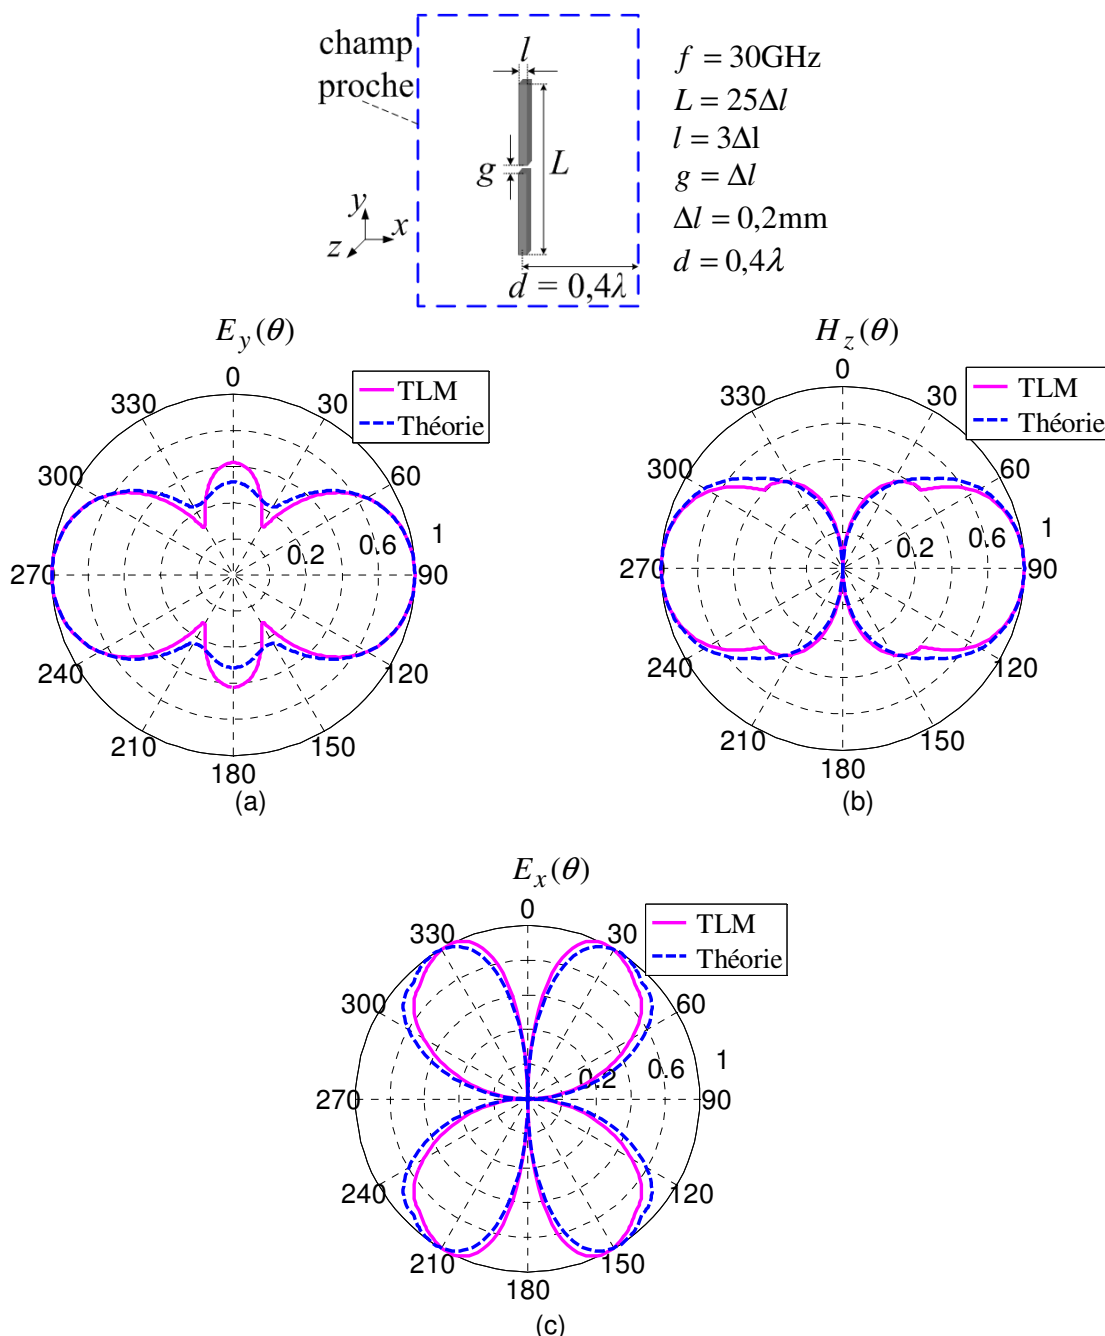 champ
proche
l
g
L
y
x
z
d = 0,4λ
f = 30GHz
L = 25Δl
l = 3Δl
g = Δl
Δl = 0,2mm
d = 0,4λ
E_y(θ)
TLM
Théorie
0
30
60
90
120
150
180
210
240
270
300
330
0.2
0.6
1
(a)
H_z(θ)
TLM
Théorie
0
30
60
90
120
150
180
210
240
270
300
330
0.2
0.6
1
(b)
E_x(θ)
TLM
Théorie
0
30
60
90
120
150
180
210
240
270
300
330
0.2
0.6
1
(c)